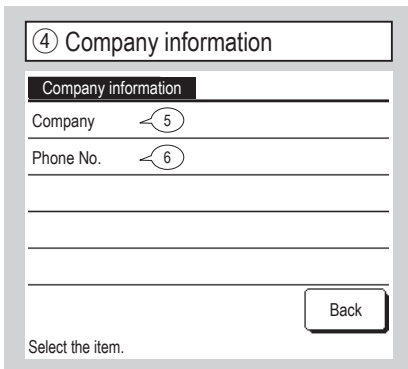 ④ Company information
Company information
Company 5
Phone No. 6
Back
Select the item.